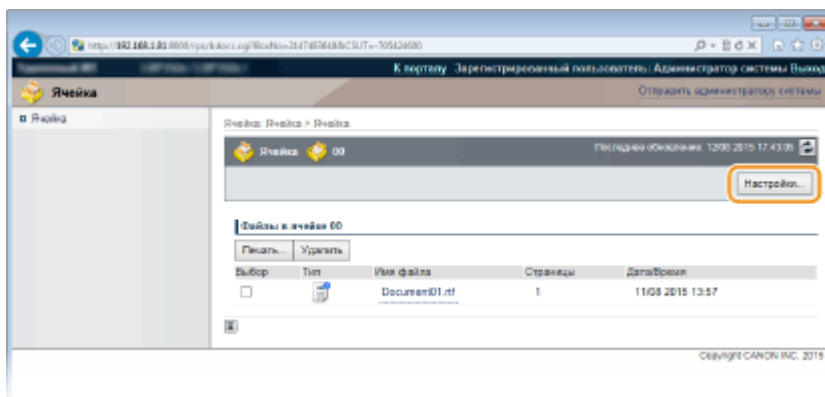 К порталу Зарегистрированный пользователь: Администратор системы Выход
Ячейка
Отправить администратору системы
Ячейка
Ячейка: Ячейка > Ячейка
Ячейка 00
Последнее обновление: 12/08 2015 17:43:05
Настройки...
Файлы в ячейке 00
Печать... Удалить
Выбор Тип Имя файла Страницы Дата/Время
Document01.rtf 1 11/08 2015 13:57
Copyright CANON INC. 2015